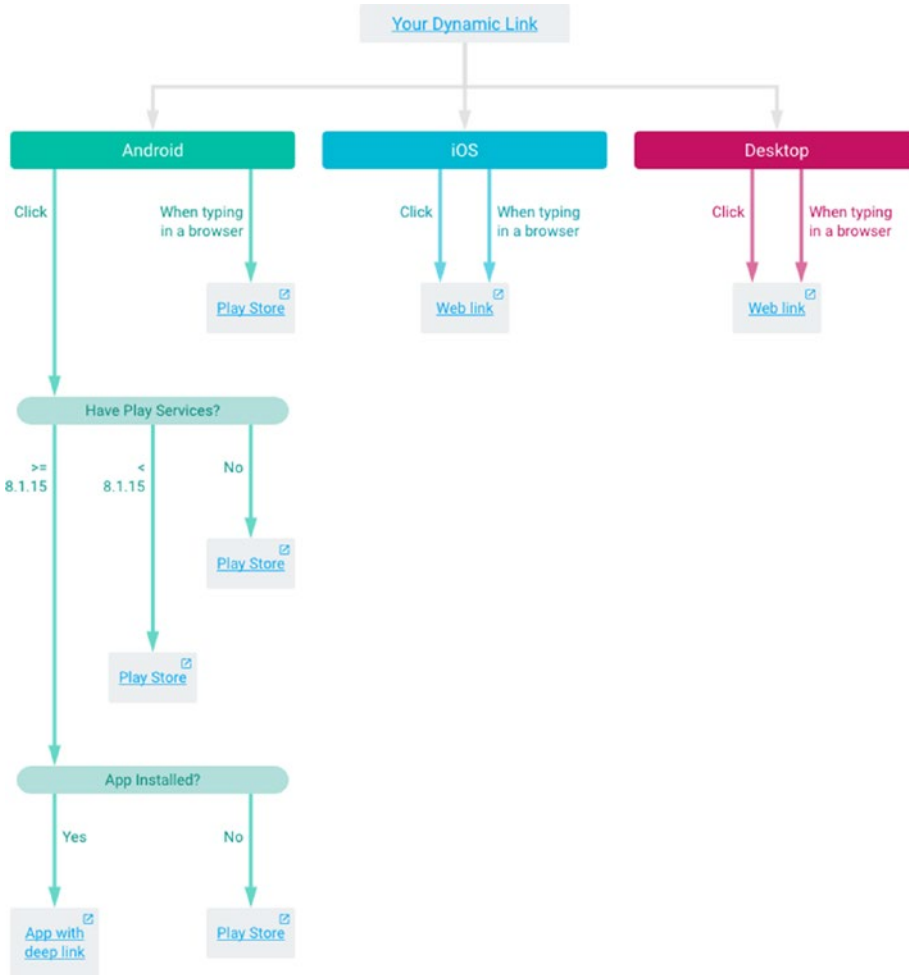 Your Dynamic Link
Android
iOS
Desktop
Click
When typing
in a browser
Click
When typing
in a browser
Click
When typing
in a browser
Play Store
Web link
Web link
Have Play Services?
>=
8.1.15
<
8.1.15
No
Play Store
Play Store
App Installed?
Yes
No
App with
deep link
Play Store